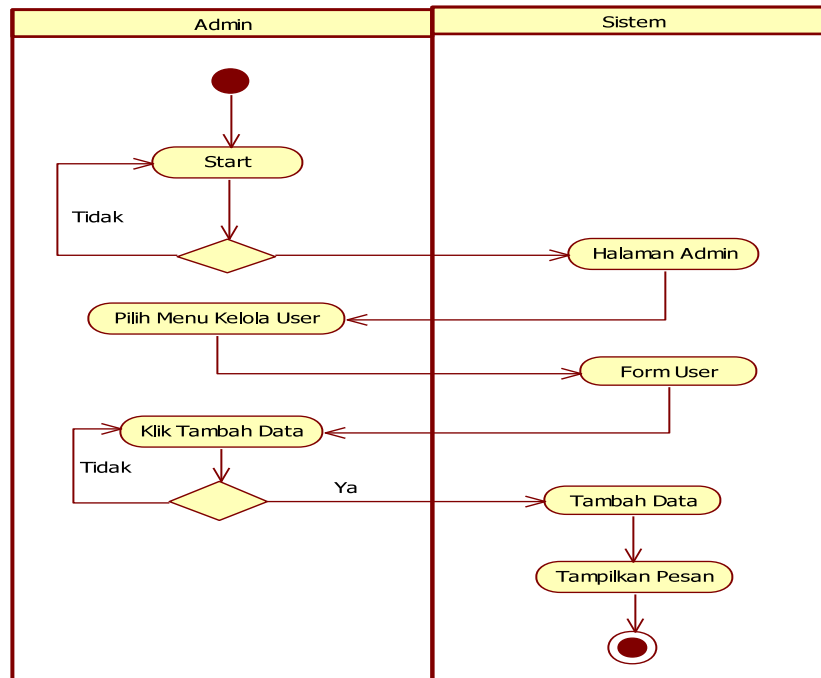 Admin
Sistem
Start
Tidak
Halaman Admin
Pilih Menu Kelola User
Form User
Klik Tambah Data
Tidak
Ya
Tambah Data
Tampilkan Pesan